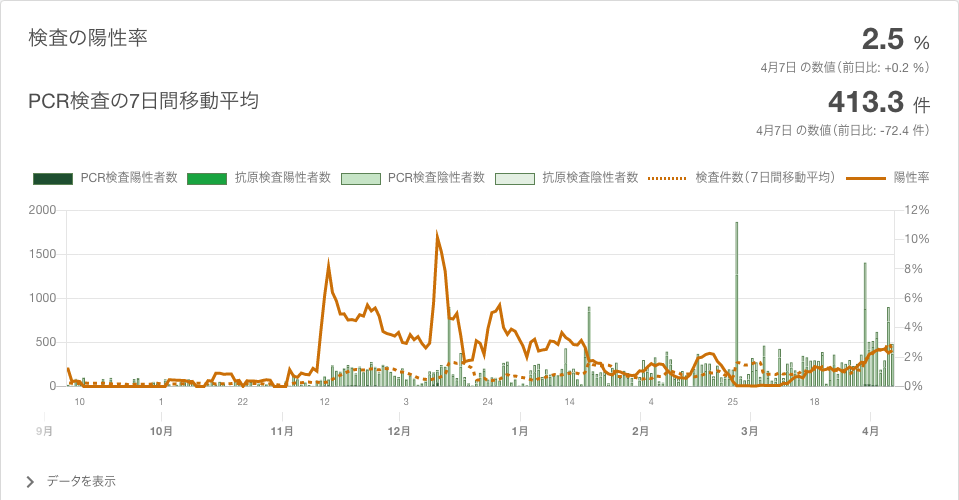 検査の陽性率
2.5 %
4月7日 の数値（前日比: +0.2 %）
PCR検査の7日間移動平均
413.3 件
4月7日 の数値（前日比: -72.4 件）
PCR検査陽性者数 抗原検査陽性者数 PCR検査陰性者数 抗原検査陰性者数 検査件数（7日間移動平均） 陽性率
2000 12%
10%
1500
8%
1000 6%
4%
500
2%
0 0%
10 1 22 12 3 24 14 4 25 18
9月 10月 11月 12月 1月 2月 3月 4月
データを表示